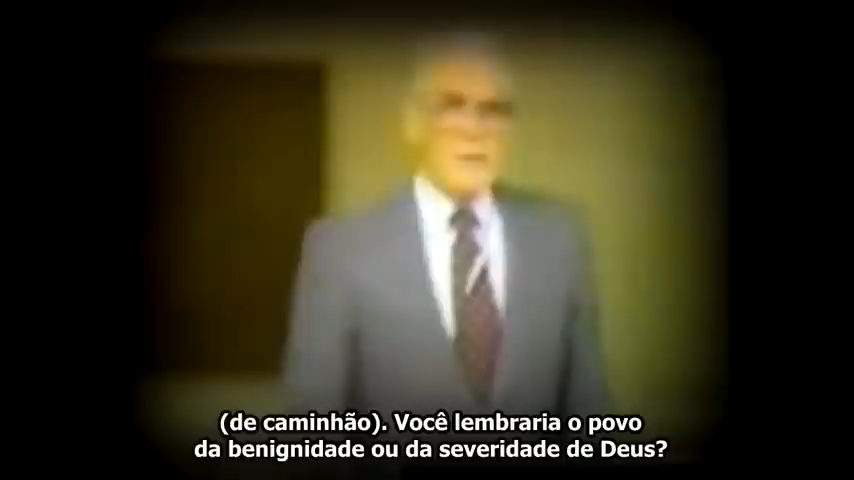 (de caminhão). Você lembraria o povo
da benignidade ou da severidade de Deus?